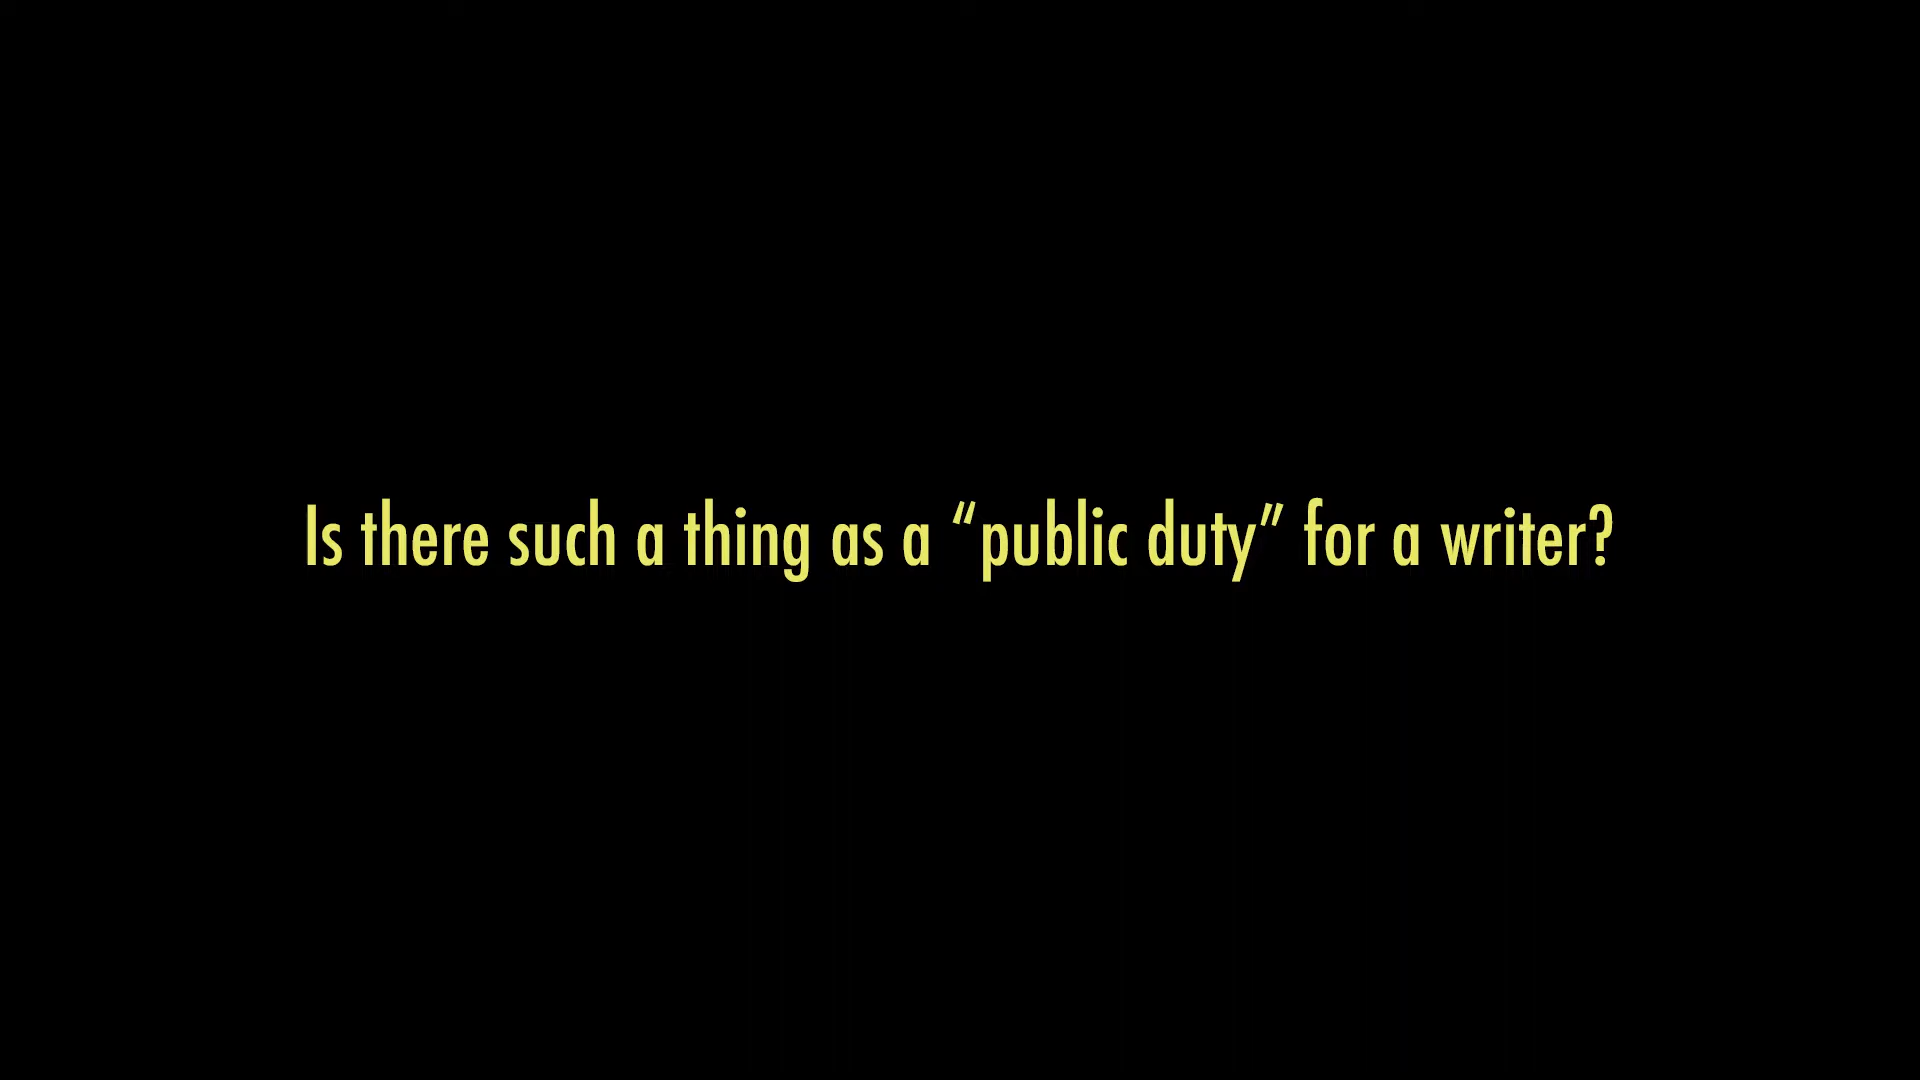 Is there such a thing as a “public duty” for a writer?